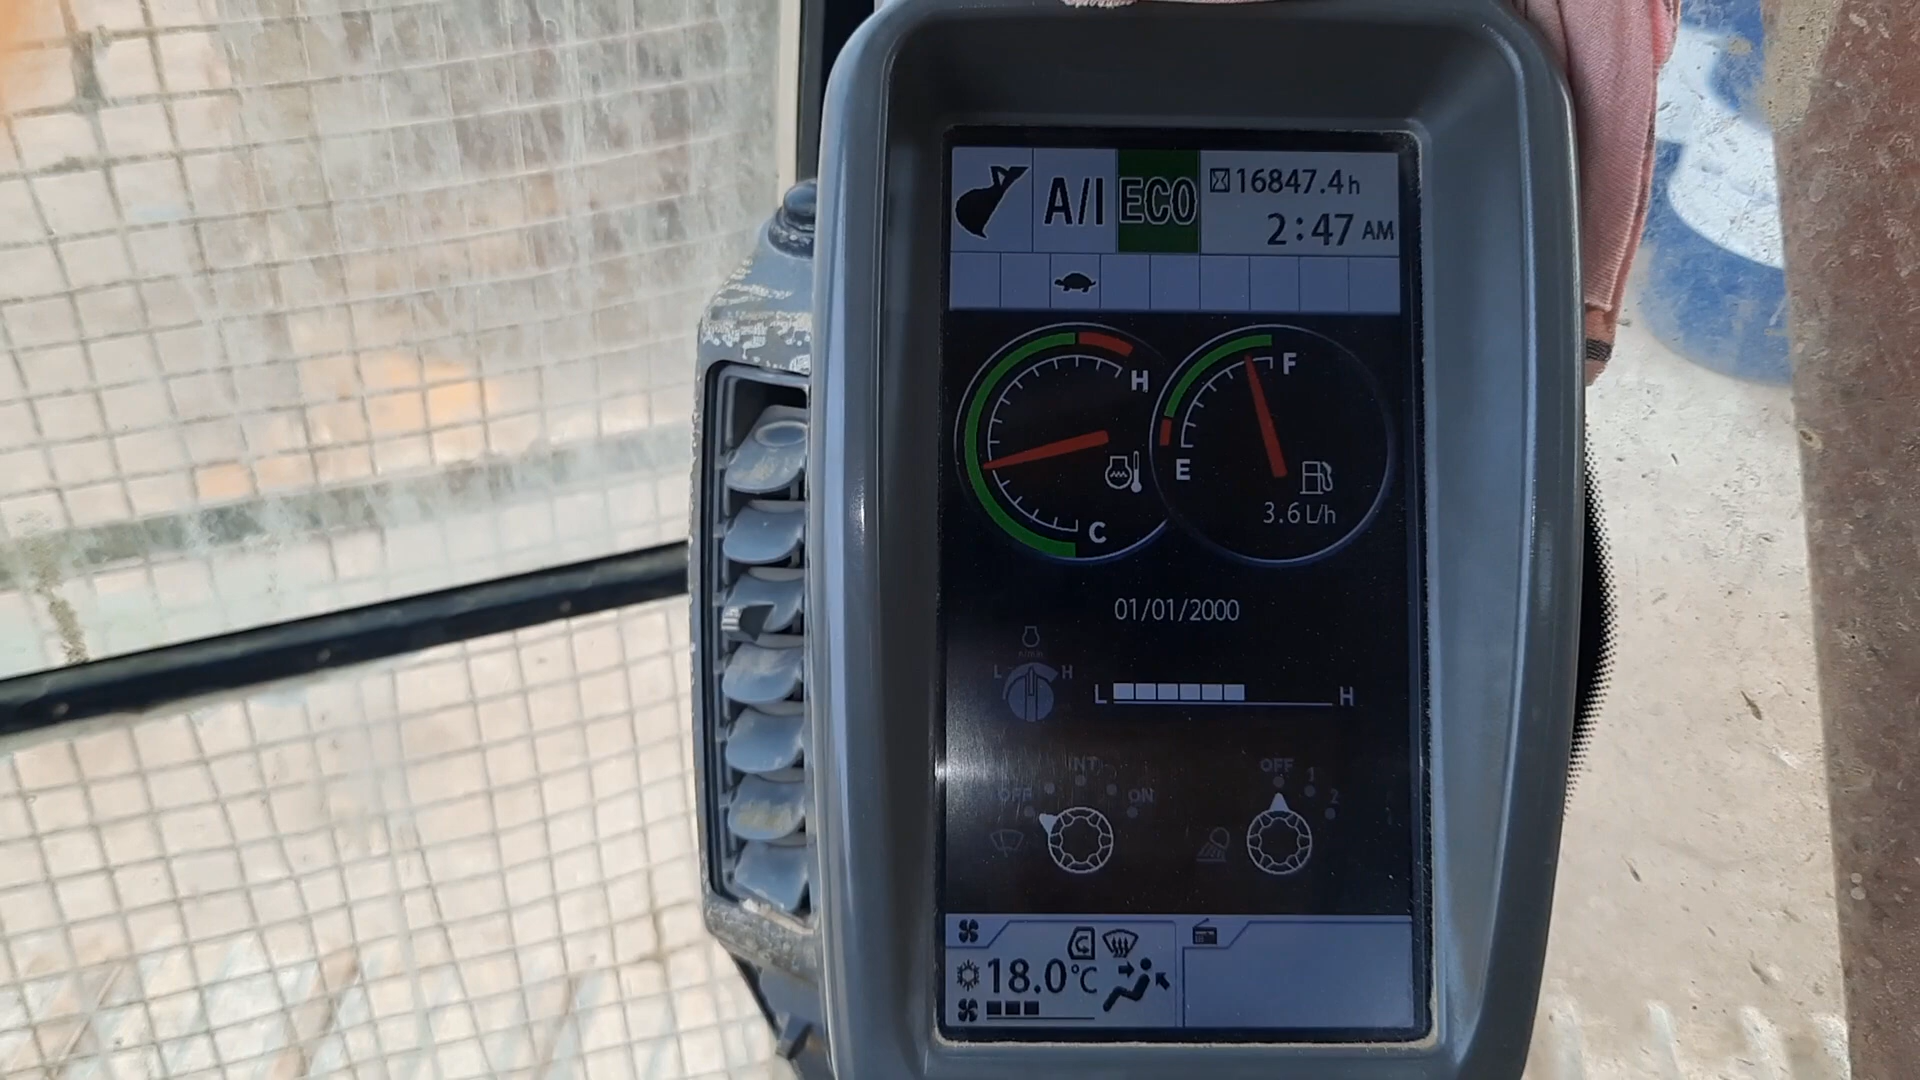 A/I ECO 16847.4h
2:47 AM
H
F
E
3.6 L/h
C
01/01/2000
L H
L H
INT
OFF ON
OFF
1
2
18.0℃